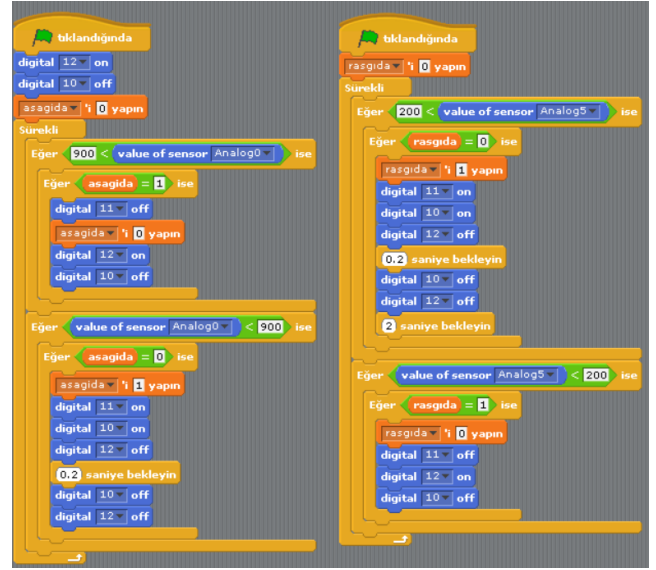 tıklandığında
digital 12 on
digital 10 off
asagida 'i 0 yapın
Sürekli
Eğer 900 < value of sensor Analog0 ise
Eğer asagida = 1 ise
digital 11 off
asagida 'i 0 yapın
digital 12 on
digital 10 off
Eğer value of sensor Analog0 < 900 ise
Eğer asagida = 0 ise
asagida 'i 1 yapın
digital 11 on
digital 10 on
digital 12 off
0.2 saniye bekleyin
digital 10 off
digital 12 off
tıklandığında
rasgıda 'i 0 yapın
Sürekli
Eğer 200 < value of sensor Analog5 ise
Eğer rasgıda = 0 ise
rasgıda 'i 1 yapın
digital 11 on
digital 10 on
digital 12 off
0.2 saniye bekleyin
digital 10 off
digital 12 off
2 saniye bekleyin
Eğer value of sensor Analog5 < 200 ise
Eğer rasgıda = 1 ise
rasgıda 'i 0 yapın
digital 11 off
digital 12 on
digital 10 off